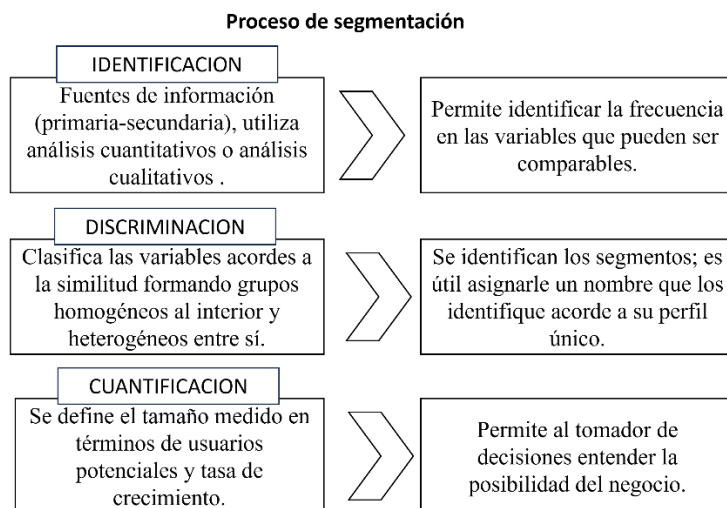 Proceso de segmentación
IDENTIFICACION
Fuentes de información
(primaria-secundaria), utiliza
análisis cuantitativos o análisis
cualitativos .
Permite identificar la frecuencia
en las variables que pueden ser
comparables.
DISCRIMINACION
Clasifica las variables acordes a
la similitud formando grupos
homogéneos al interior y
heterogéneos entre sí.
Se identifican los segmentos; es
útil asignarle un nombre que los
identifique acorde a su perfil
único.
CUANTIFICACION
Se define el tamaño medido en
términos de usuarios
potenciales y tasa de
crecimiento.
Permite al tomador de
decisiones entender la
posibilidad del negocio.